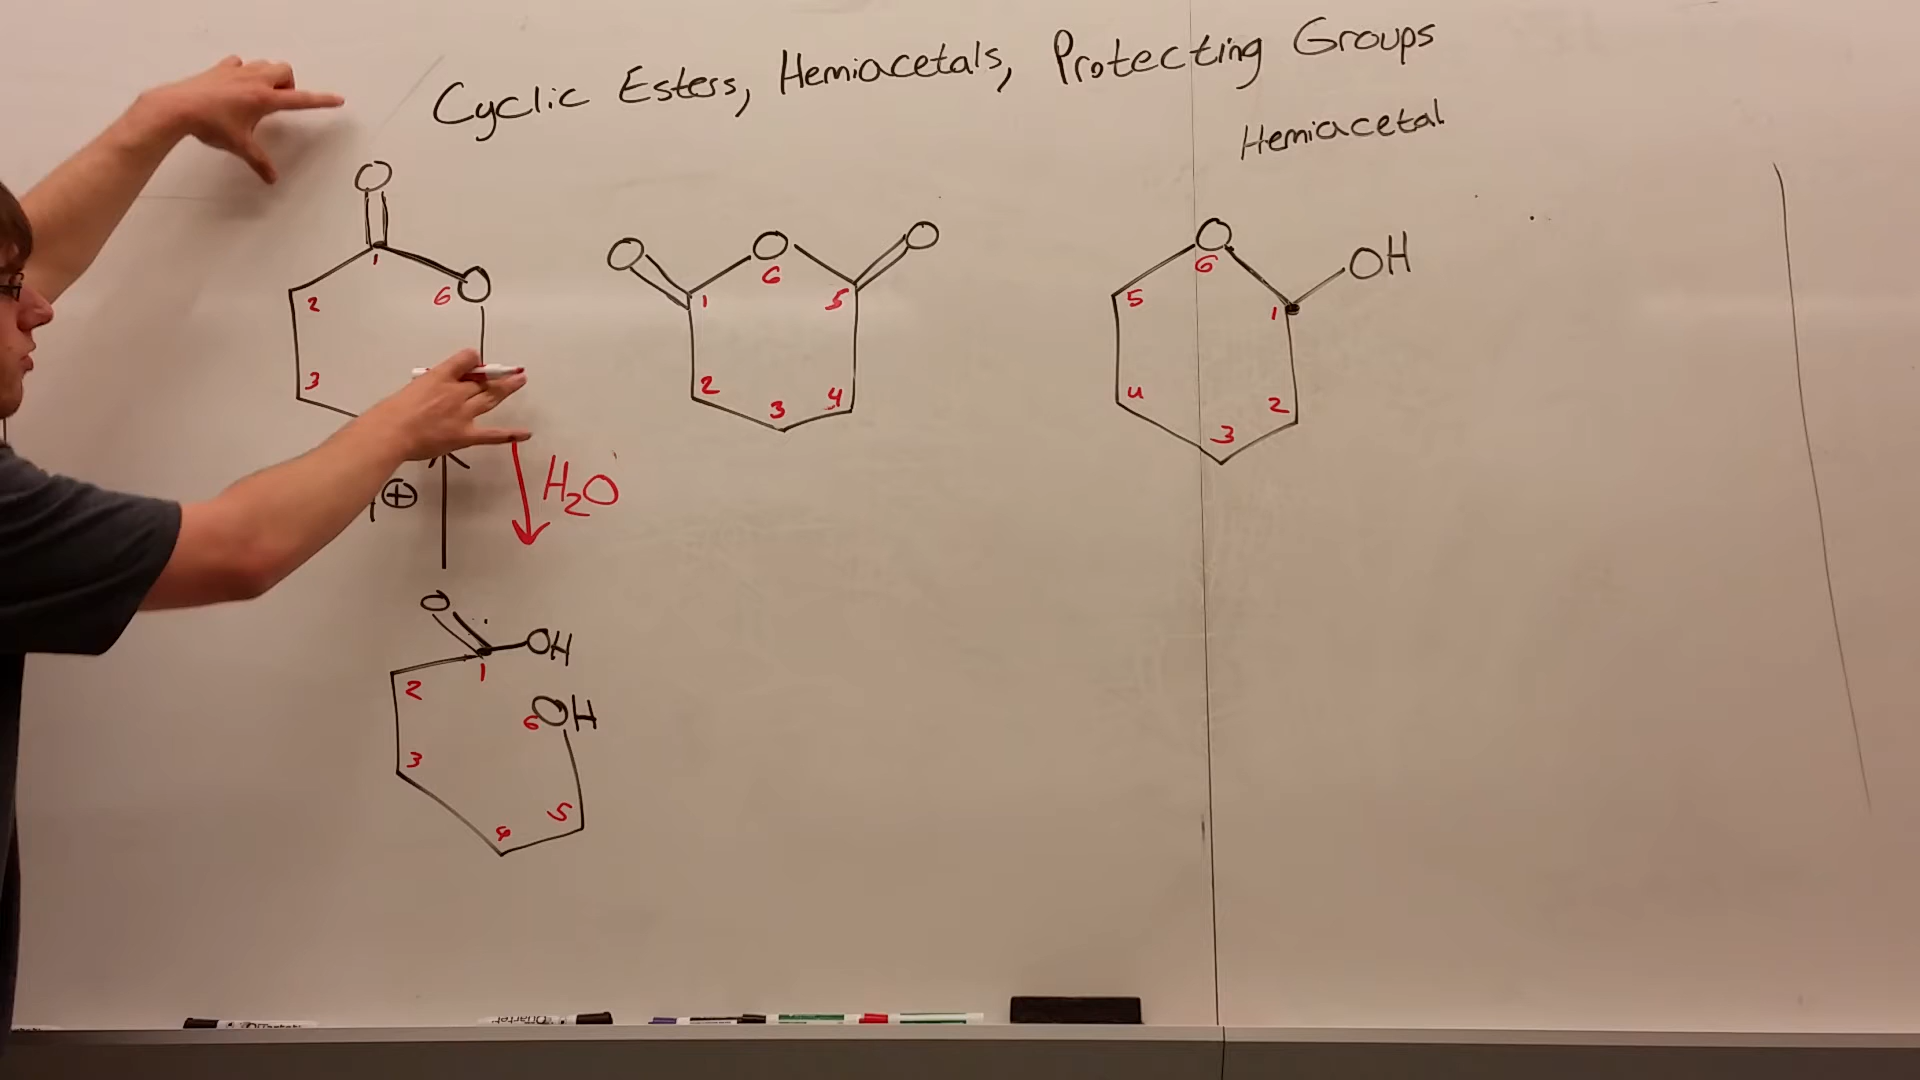 Cyclic Esters, Hemiacetals, Protecting Groups
Hemiacetal
O
1
2
6 O
3
⊕
H₂O
O
O
6
O
1
5
2
3
4
O
6
OH
5
1
4
2
3
O
OH
1
2
6 OH
3
5
4